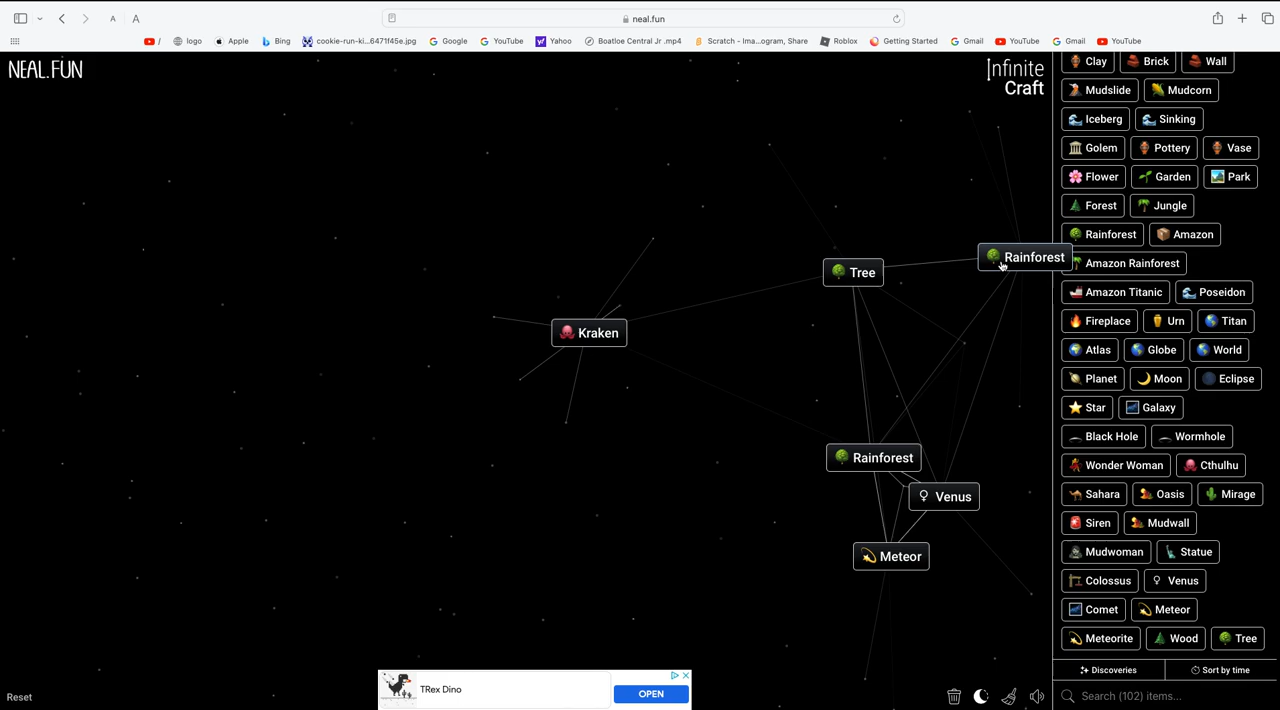 A A neal.fun
/ logo Apple Bing cookie-run-ki...6471f45e.jpg Google YouTube Yahoo Boatloe Central Jr .mp4 Scratch - Ima...ogram, Share Roblox Getting Started Gmail YouTube Gmail YouTube
NEAL.FUN
Infinite
Craft
Clay Brick Wall
Mudslide Mudcorn
Iceberg Sinking
Golem Pottery Vase
Flower Garden Park
Forest Jungle
Rainforest Amazon
Rainforest Amazon Rainforest
Tree
Amazon Titanic Poseidon
Kraken
Fireplace Urn Titan
Atlas Globe World
Planet Moon Eclipse
Star Galaxy
Black Hole Wormhole
Rainforest
Wonder Woman Cthulhu
Venus
Sahara Oasis Mirage
Siren Mudwall
Meteor
Mudwoman Statue
Colossus Venus
Comet Meteor
Meteorite Wood Tree
Discoveries Sort by time
TRex Dino OPEN
Reset
Search (102) items...